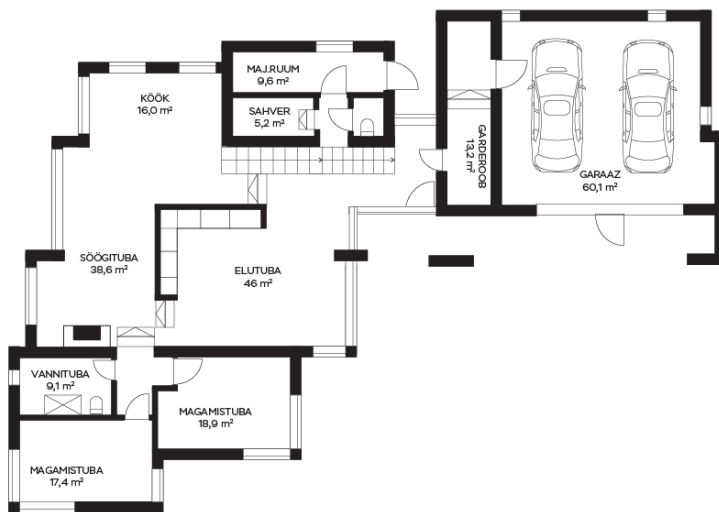 MAJ.RUUM
9,6 m²
KÖÖK
16,0 m²
SAHVER
5,2 m²
GARDEROOB
13,2 m²
GARAAZ
60,1 m²
SÖÖGITUBA
38,6 m²
ELUTUBA
46 m²
VANNITUBA
9,1 m²
MAGAMISTUBA
18,9 m²
MAGAMISTUBA
17,4 m²